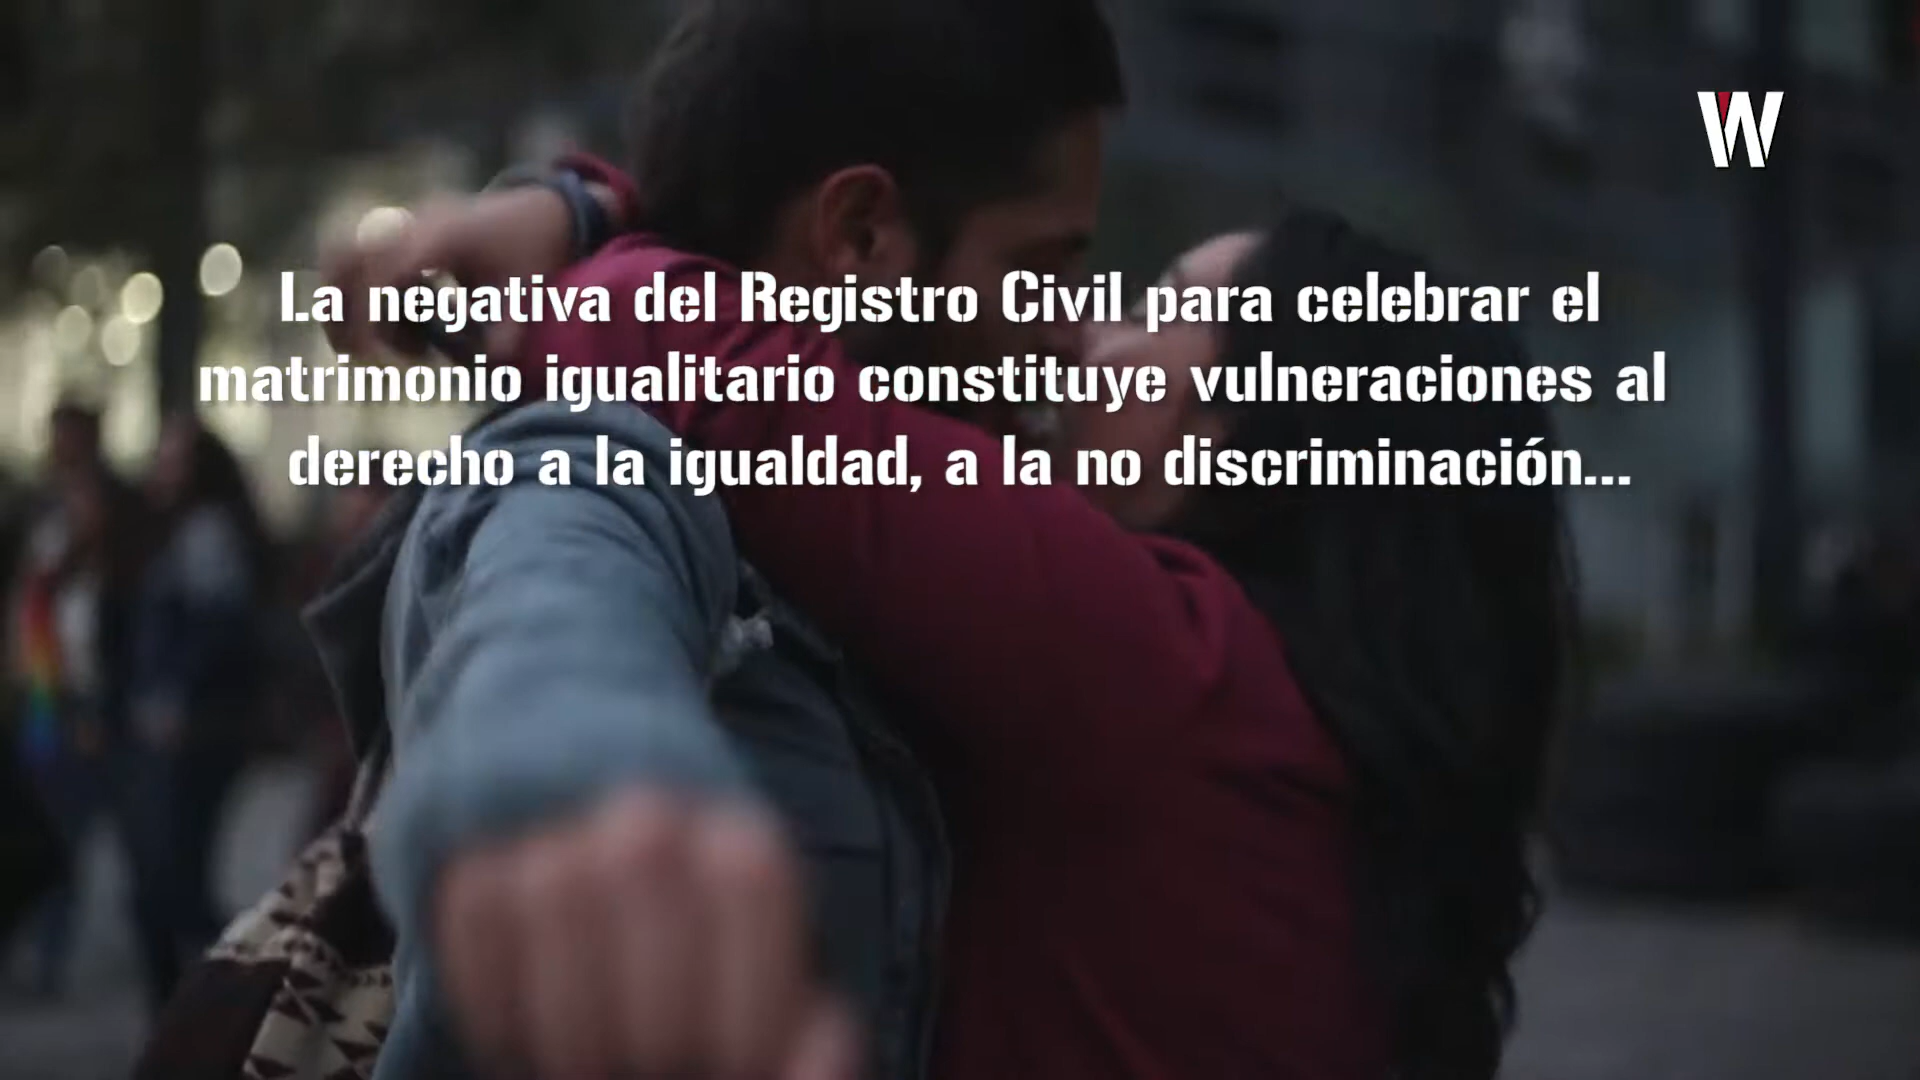 W
La negativa del Registro Civil para celebrar el
matrimonio igualitario constituye vulneraciones al
derecho a la igualdad, a la no discriminación...